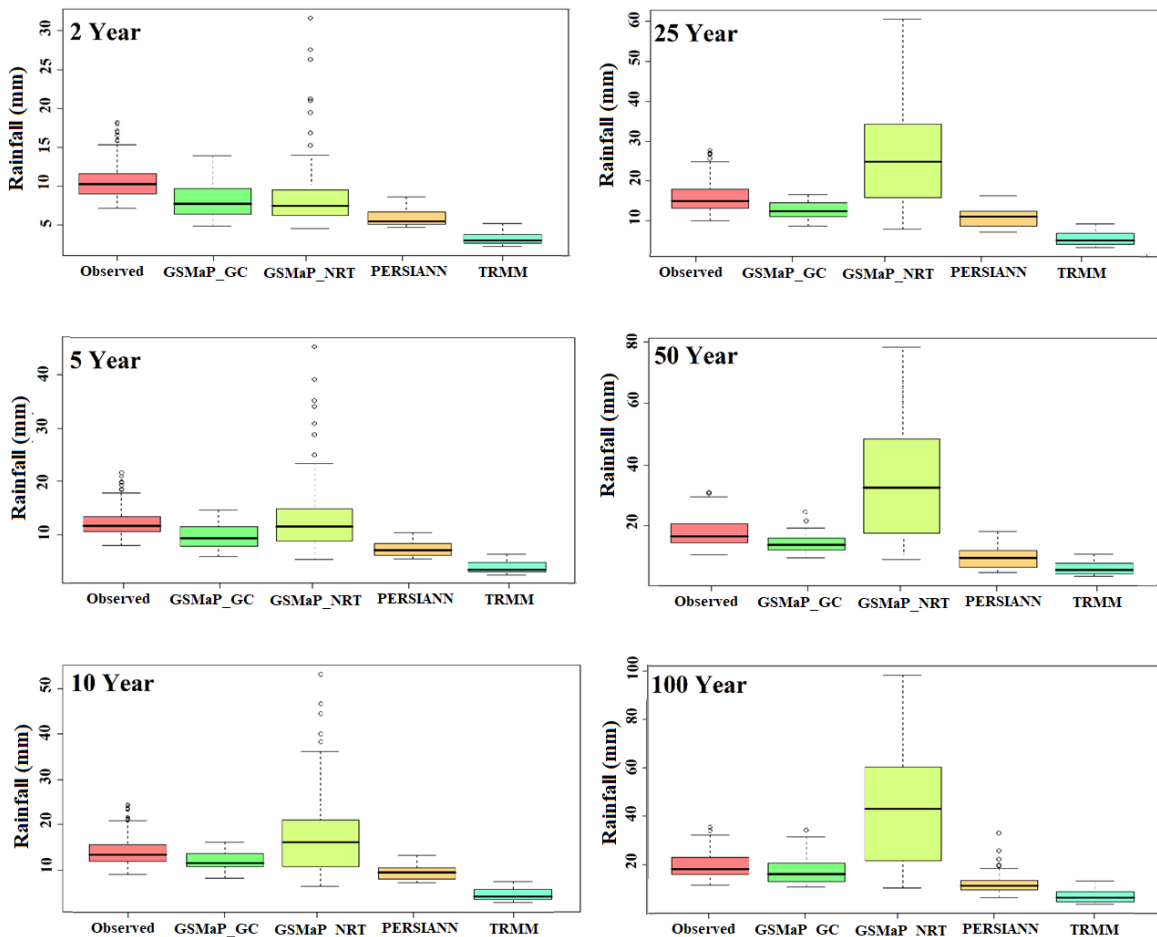 2 Year
Rainfall (mm)
30
25
20
15
10
5
Observed GSMaP_GC GSMaP_NRT PERSIANN TRMM
25 Year
Rainfall (mm)
60
50
40
30
20
10
Observed GSMaP_GC GSMaP_NRT PERSIANN TRMM
5 Year
Rainfall (mm)
40
30
20
10
Observed GSMaP_GC GSMaP_NRT PERSIANN TRMM
50 Year
Rainfall (mm)
80
60
40
20
Observed GSMaP_GC GSMaP_NRT PERSIANN TRMM
10 Year
Rainfall (mm)
50
40
30
20
10
Observed GSMaP_GC GSMaP_NRT PERSIANN TRMM
100 Year
Rainfall (mm)
100
80
60
40
20
Observed GSMaP_GC GSMaP_NRT PERSIANN TRMM